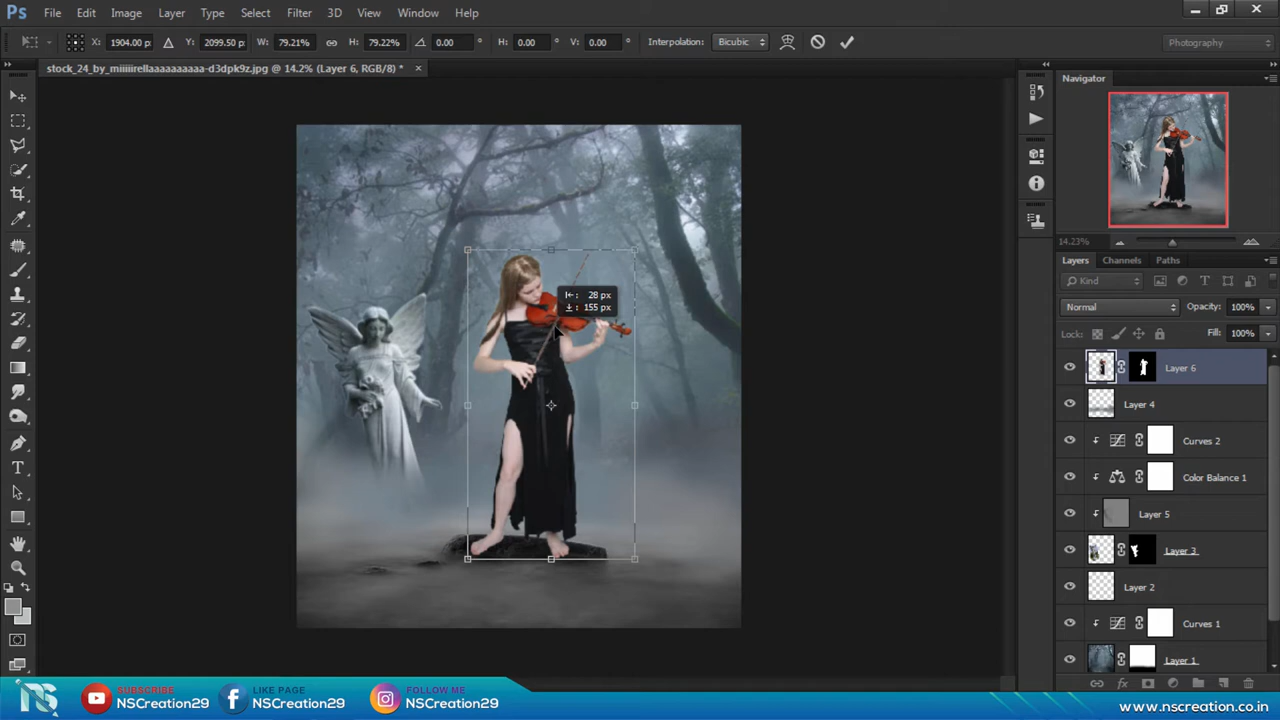 Ps File Edit Image Layer Type Select Filter 3D View Window Help
X: 1904.00 px Y: 2099.50 px W: 79.21% H: 79.22% 0.00 ° H: 0.00 ° V: 0.00 ° Interpolation: Bicubic Photography
stock_24_by_miiiiirellaaaaaaaaaa-d3dpk9z.jpg @ 14.2% (Layer 6, RGB/8) * ×
Navigator
14.23%
Layers Channels Paths
Kind
Normal Opacity: 100%
Lock: Fill: 100%
Layer 6
Layer 4
Curves 2
Color Balance 1
Layer 5
Layer 3
Layer 2
Curves 1
Layer 1
28 px
155 px
NS
SUBSCRIBE
NSCreation29
LIKE PAGE
NSCreation29
FOLLOW ME
NSCreation29
www.nscreation.co.in